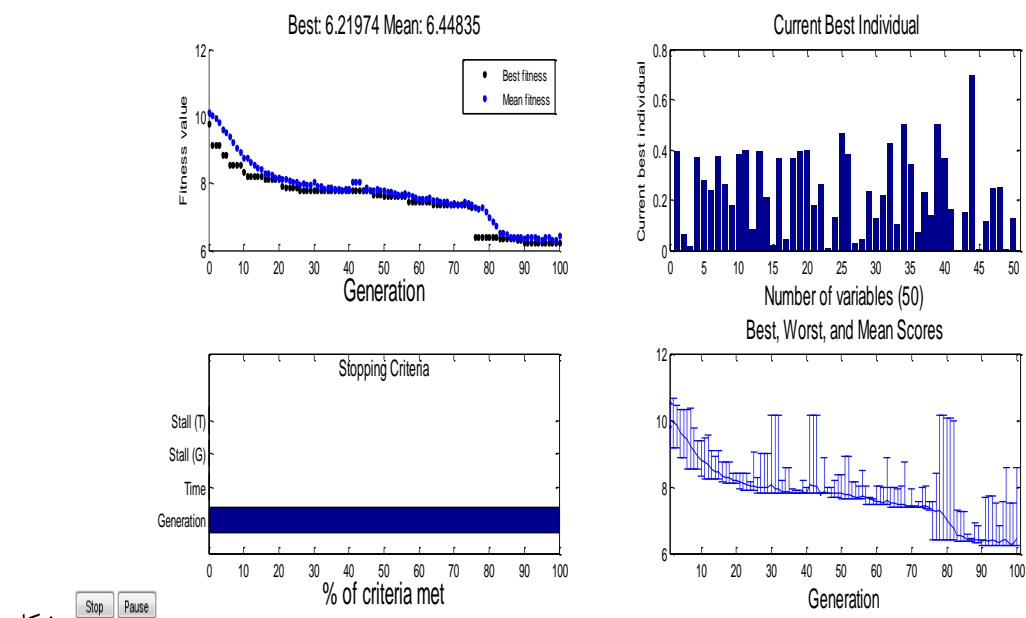 Best: 6.21974 Mean: 6.44835
12
10
8
6
Fitness value
Best fitness
Mean fitness
0 10 20 30 40 50 60 70 80 90 100
Generation
Current Best Individual
0.8
0.6
0.4
0.2
0
Current best individual
0 5 10 15 20 25 30 35 40 45 50
Number of variables (50)
Stopping Criteria
Stall (T)
Stall (G)
Time
Generation
0 10 20 30 40 50 60 70 80 90 100
% of criteria met
Best, Worst, and Mean Scores
12
10
8
6
10 20 30 40 50 60 70 80 90 100
Generation
Stop Pause